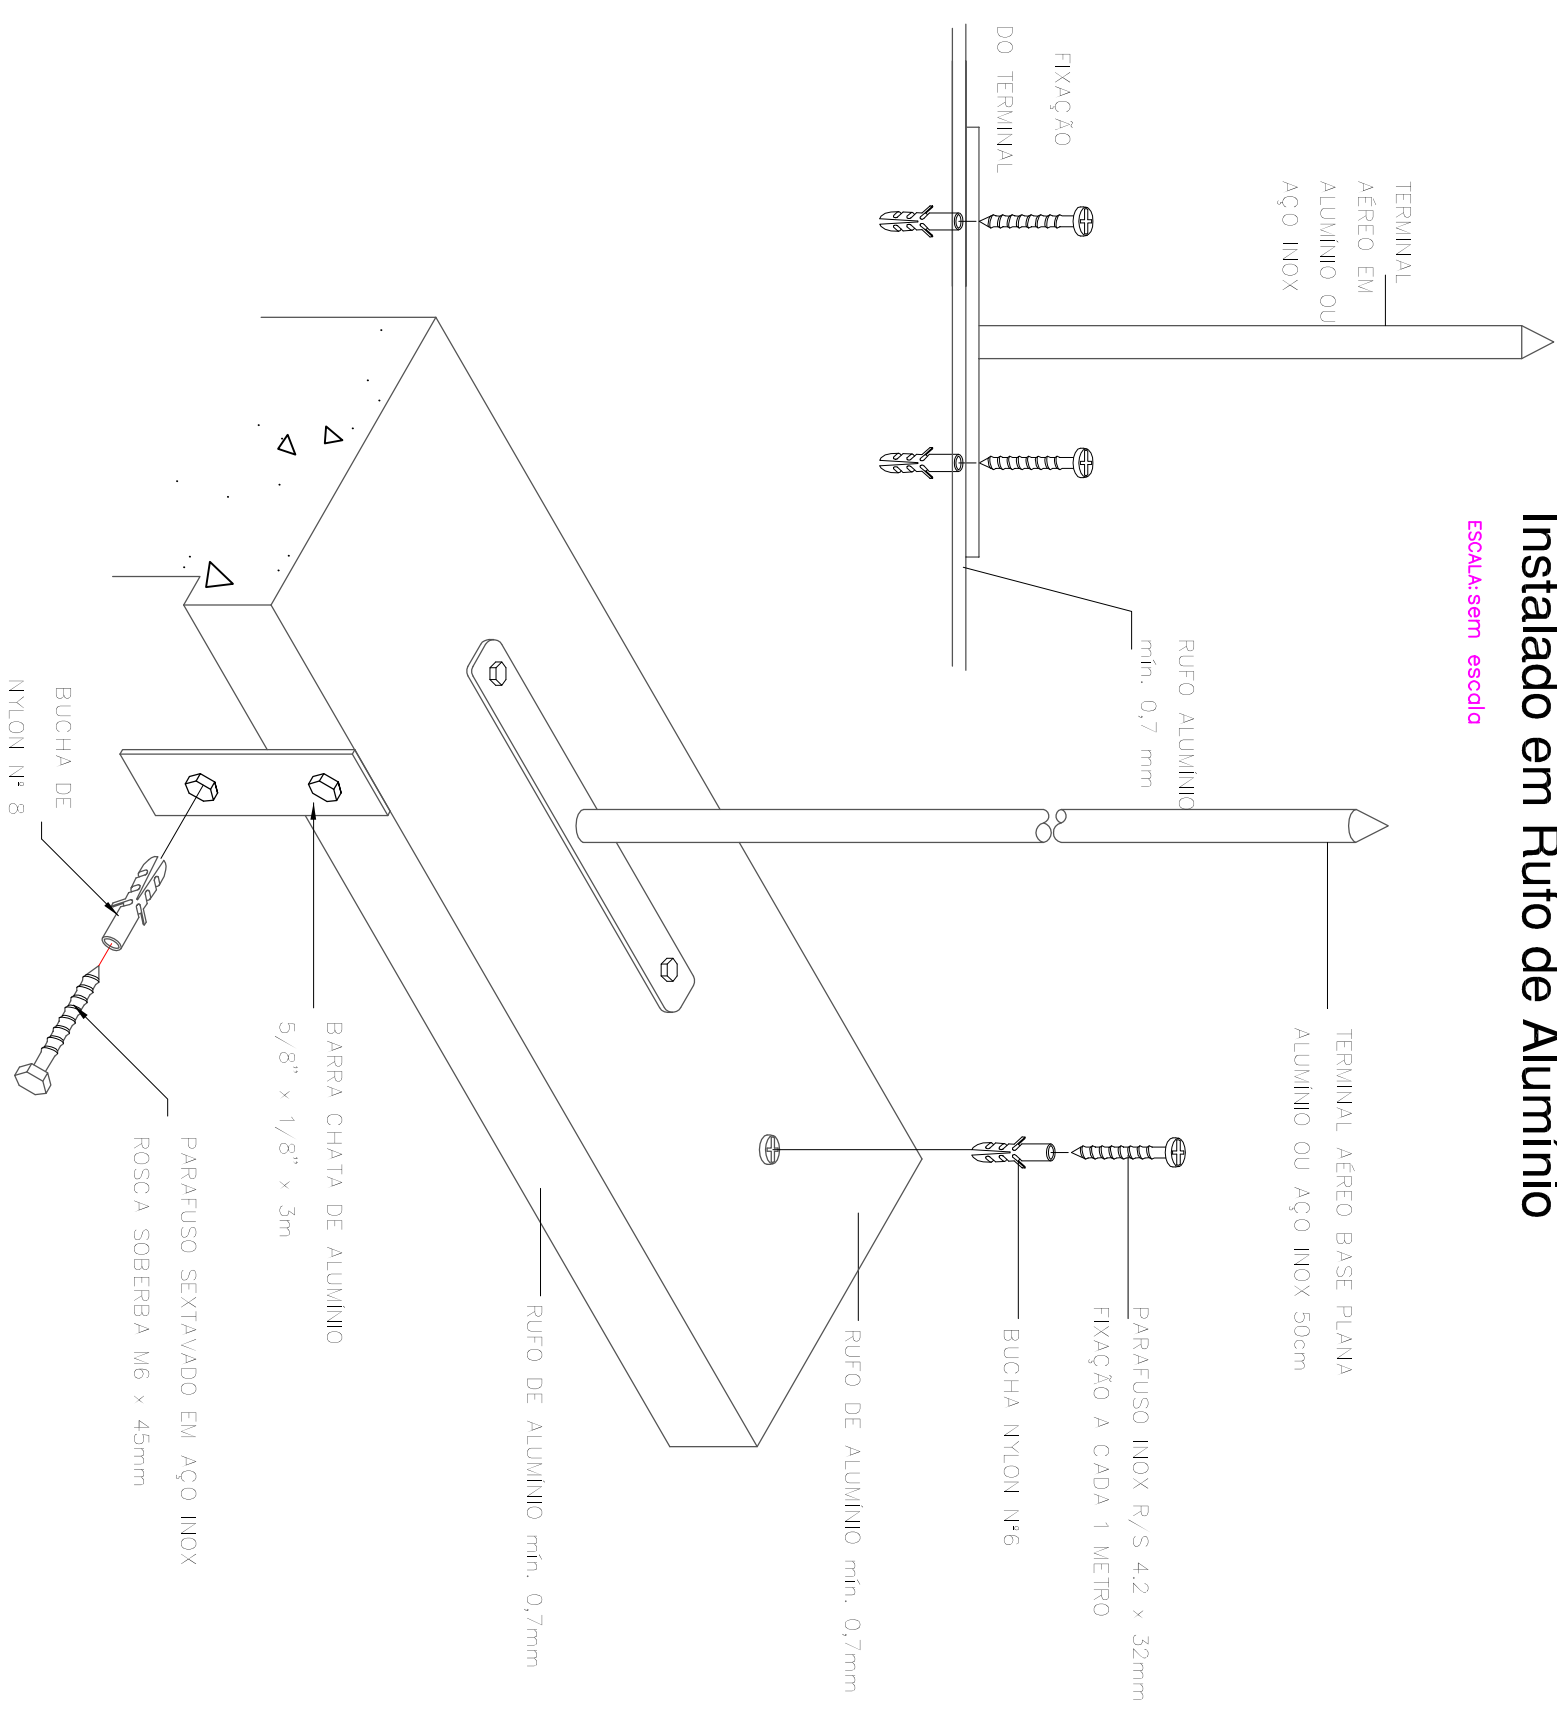 Instalado em Rufo de Alumínio
ESCALA: sem escala
TERMINAL
AÉREO EM
ALUMÍNIO OU
AÇO INOX
FIXAÇÃO
DO TERMINAL
RUFO ALUMÍNIO
mín. 0,7 mm
TERMINAL AÉREO BASE PLANA
ALUMÍNIO OU AÇO INOX 50cm
PARAFUSO INOX R/S 4.2 x 32mm
FIXAÇÃO A CADA 1 METRO
BUCHA NYLON N°6
RUFO DE ALUMÍNIO mín. 0,7mm
RUFO DE ALUMÍNIO mín. 0,7mm
BARRA CHATA DE ALUMÍNIO
5/8" x 1/8" x 3m
PARAFUSO SEXTAVADO EM AÇO INOX
ROSCA SOBERBA M6 x 45mm
BUCHA DE
NYLON N° 8